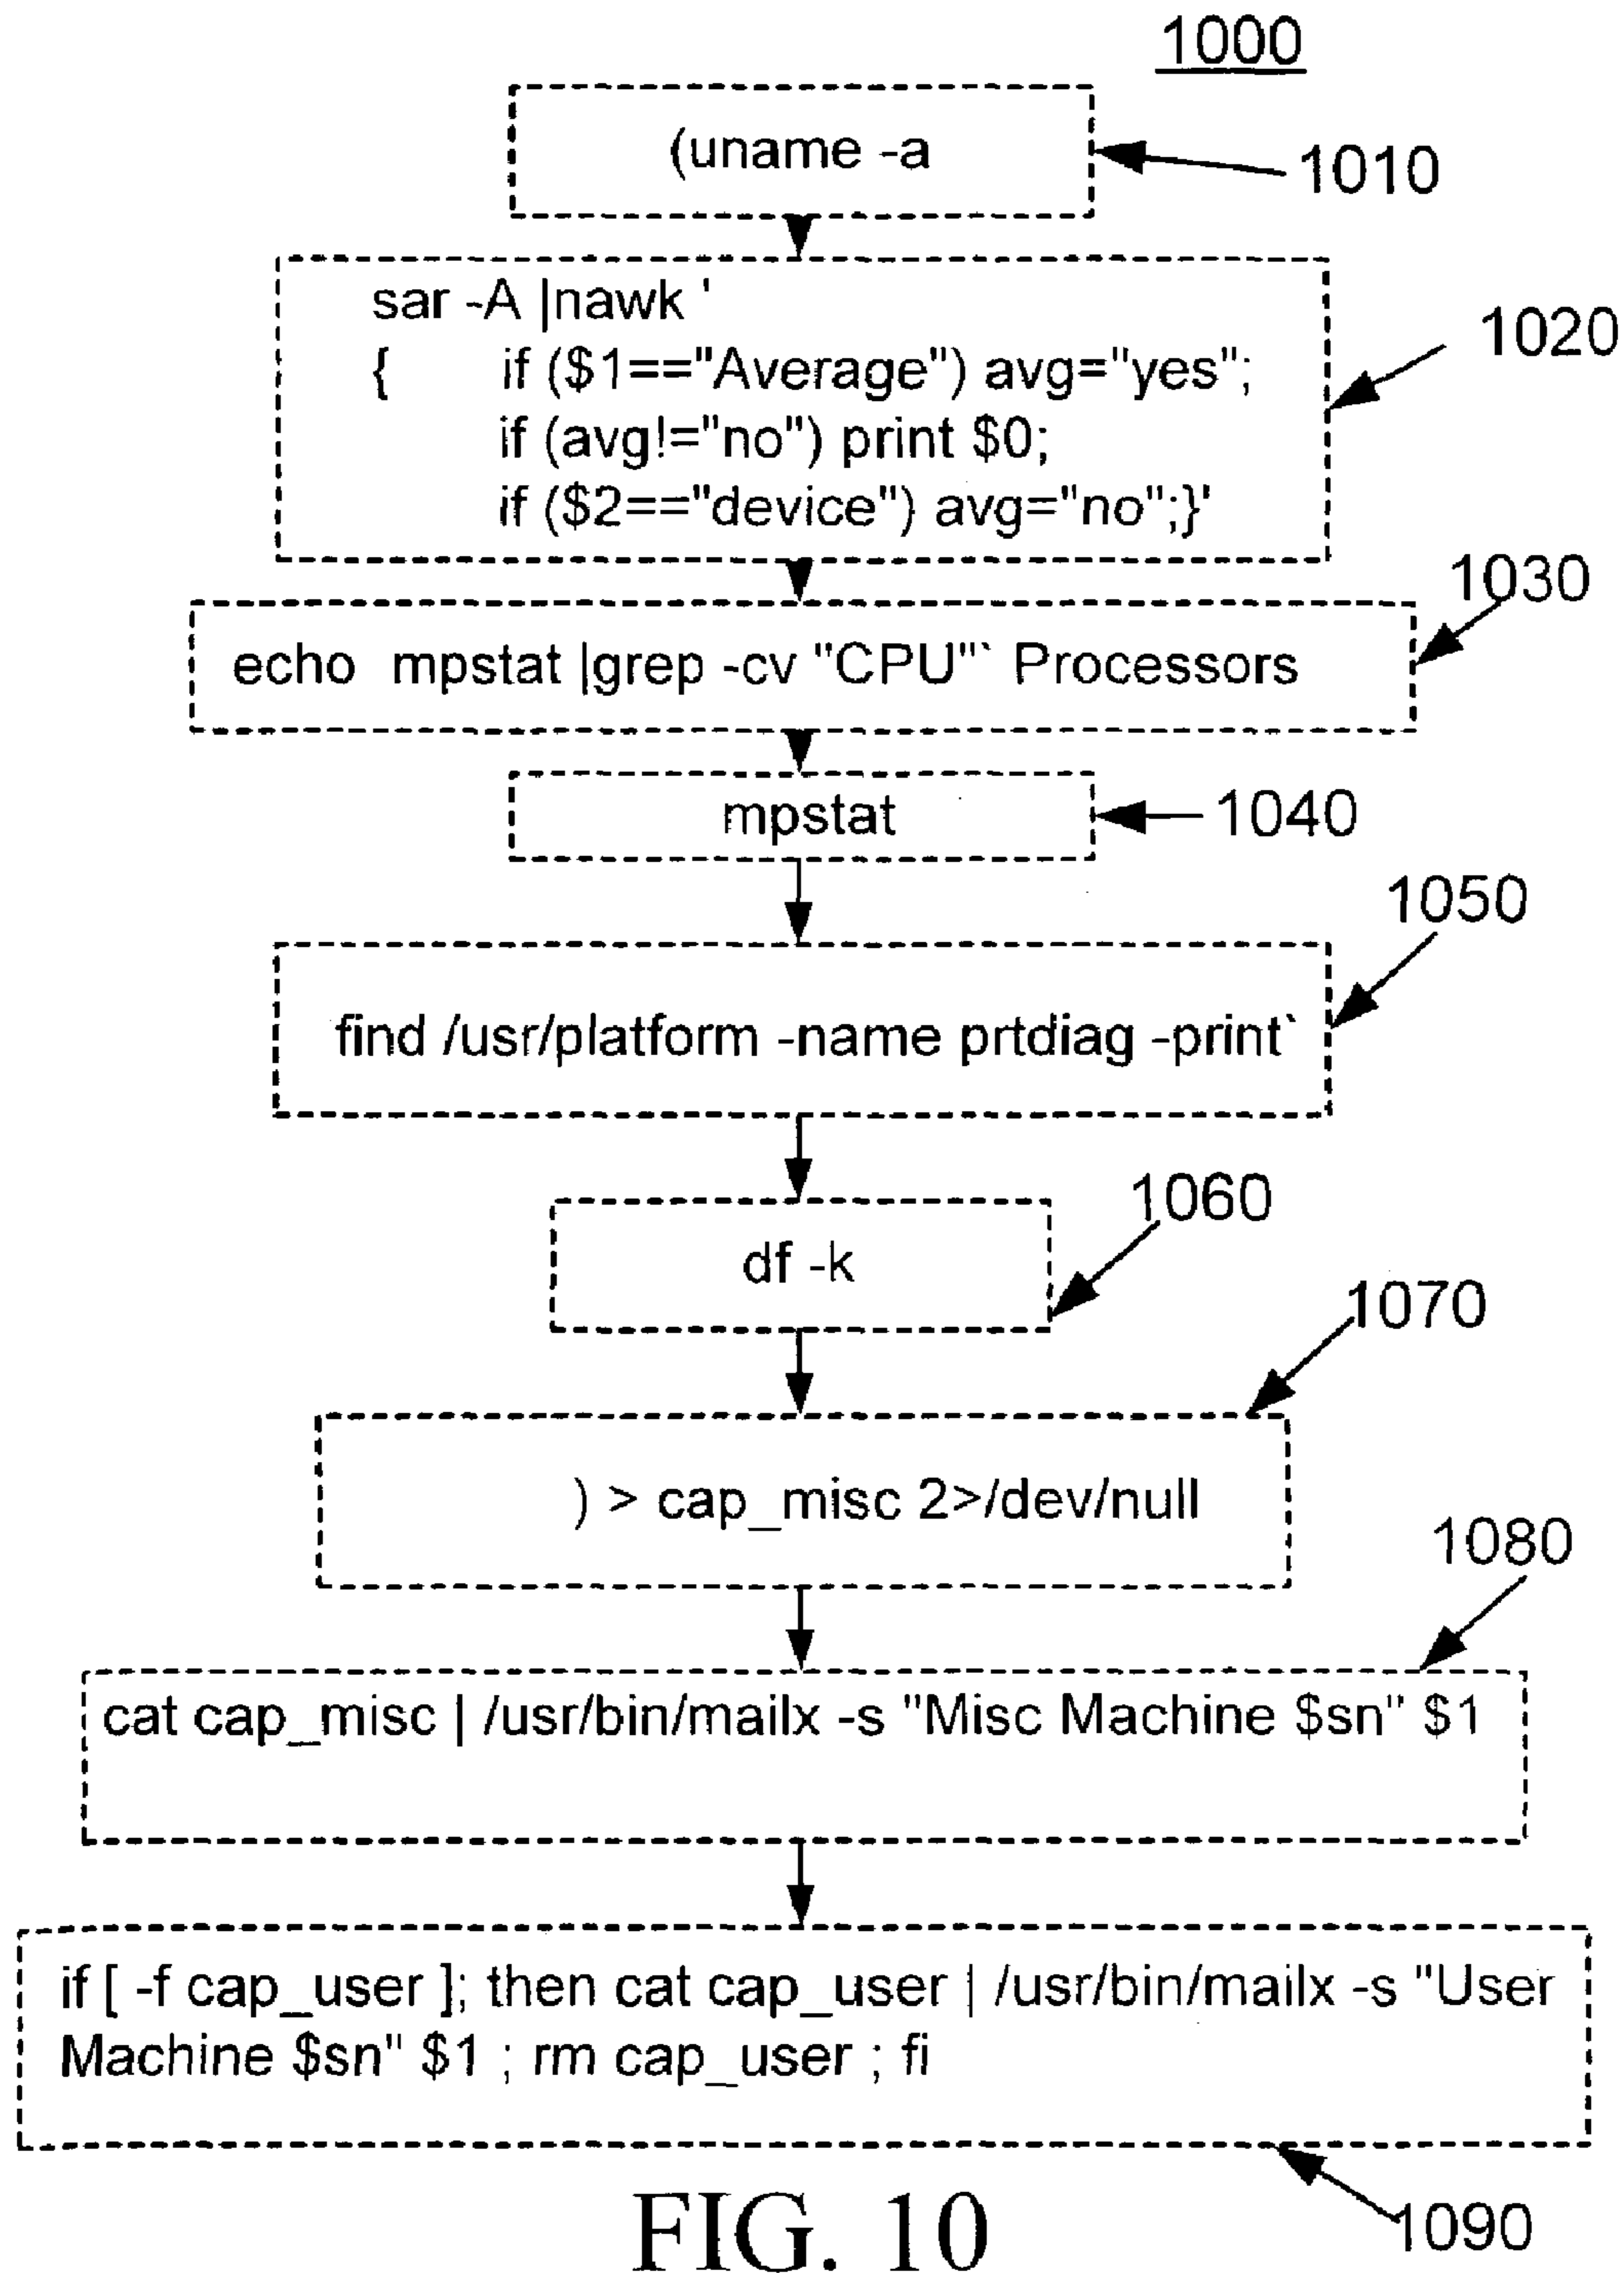 1000
(uname -a
1010
sar -A |nawk '
{ if ($1=="Average") avg="yes";
if (avg!="no") print $0;
if ($2=="device") avg="no";}'
1020
echo mpstat |grep -cv "CPU"` Processors
1030
mpstat
1040
find /usr/platform -name prtdiag -print`
1050
df -k
1060
) > cap_misc 2>/dev/null
1070
cat cap_misc | /usr/bin/mailx -s "Misc Machine $sn" $1
1080
if [ -f cap_user ]; then cat cap_user | /usr/bin/mailx -s "User
Machine $sn" $1 ; rm cap_user ; fi
1090
FIG. 10